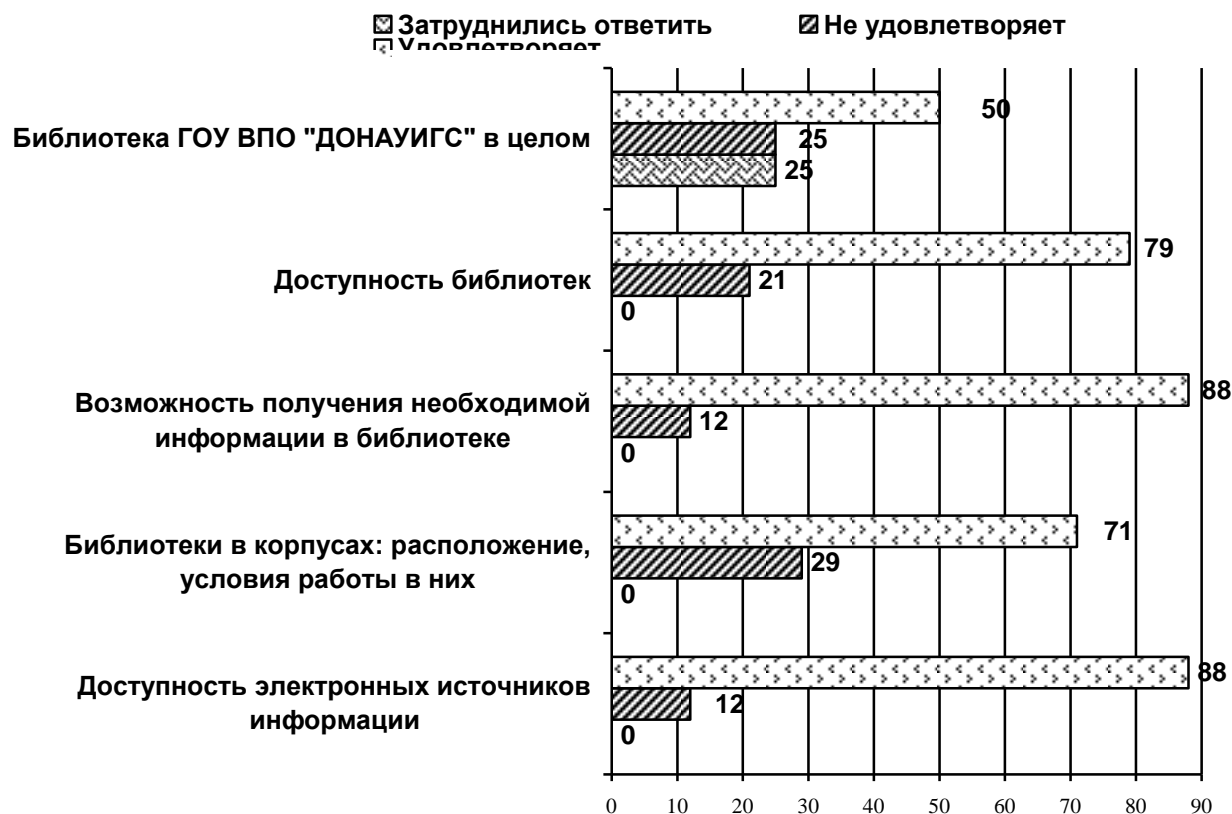 Затруднились ответить
Не удовлетворяет
Удовлетворяет
Библиотека ГОУ ВПО "ДОНАУИГС" в целом
50
25
25
Доступность библиотек
79
21
0
Возможность получения необходимой
информации в библиотеке
88
12
0
Библиотеки в корпусах: расположение,
условия работы в них
71
29
0
Доступность электронных источников
информации
88
12
0
0 10 20 30 40 50 60 70 80 90